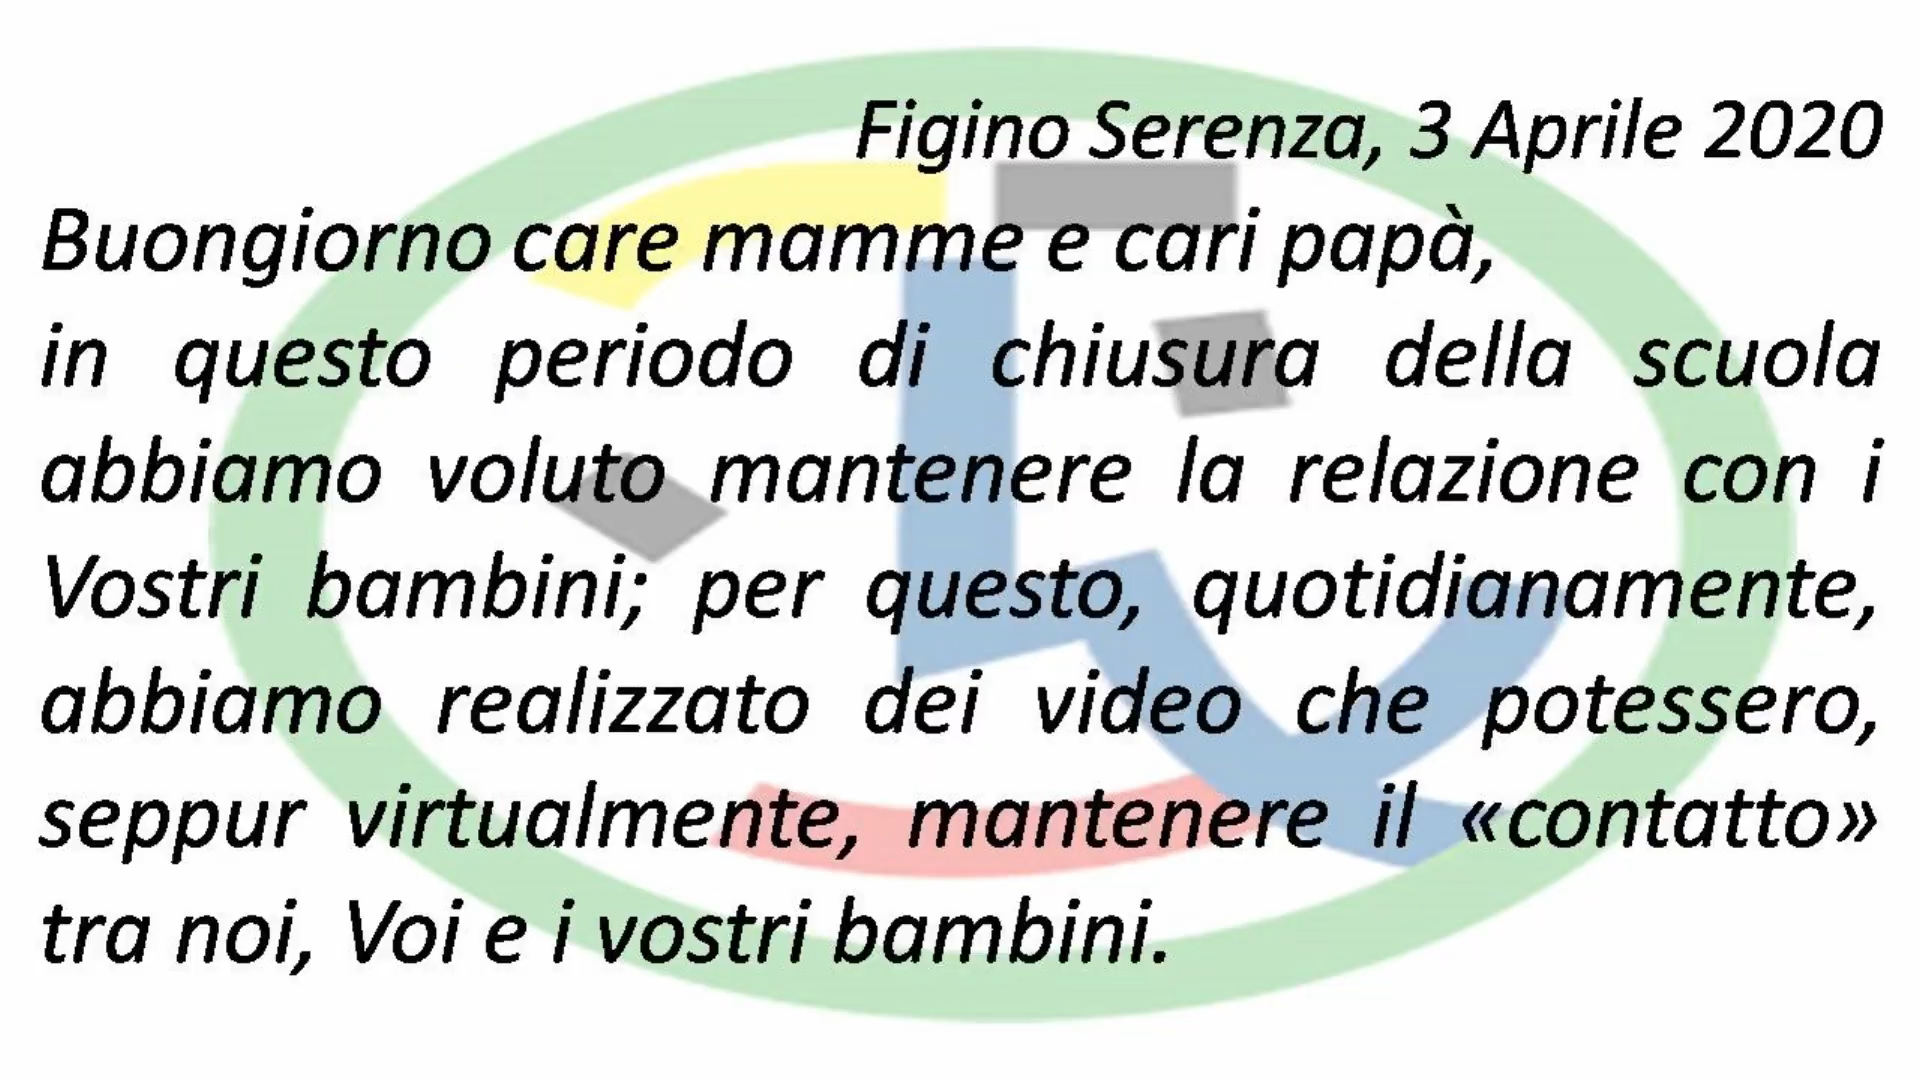 Figino Serenza, 3 Aprile 2020
Buongiorno care mamme e cari papà,
in questo periodo di chiusura della scuola
abbiamo voluto mantenere la relazione con i
Vostri bambini; per questo, quotidianamente,
abbiamo realizzato dei video che potessero,
seppur virtualmente, mantenere il «contatto»
tra noi, Voi e i vostri bambini.